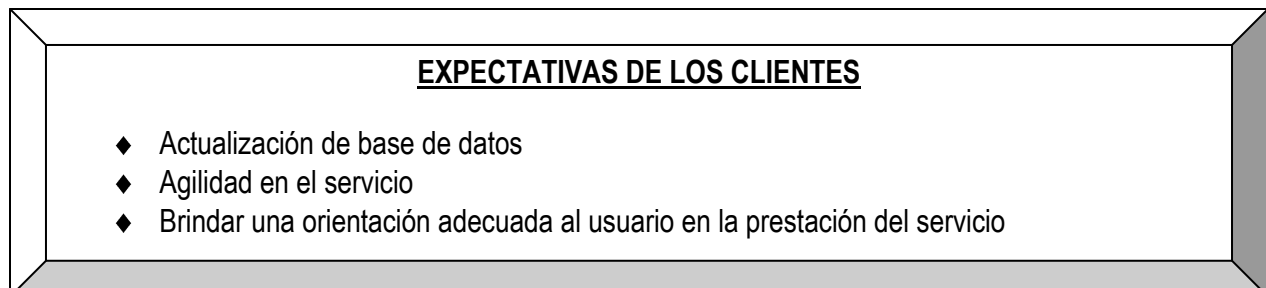 EXPECTATIVAS DE LOS CLIENTES
♦ Actualización de base de datos
♦ Agilidad en el servicio
♦ Brindar una orientación adecuada al usuario en la prestación del servicio